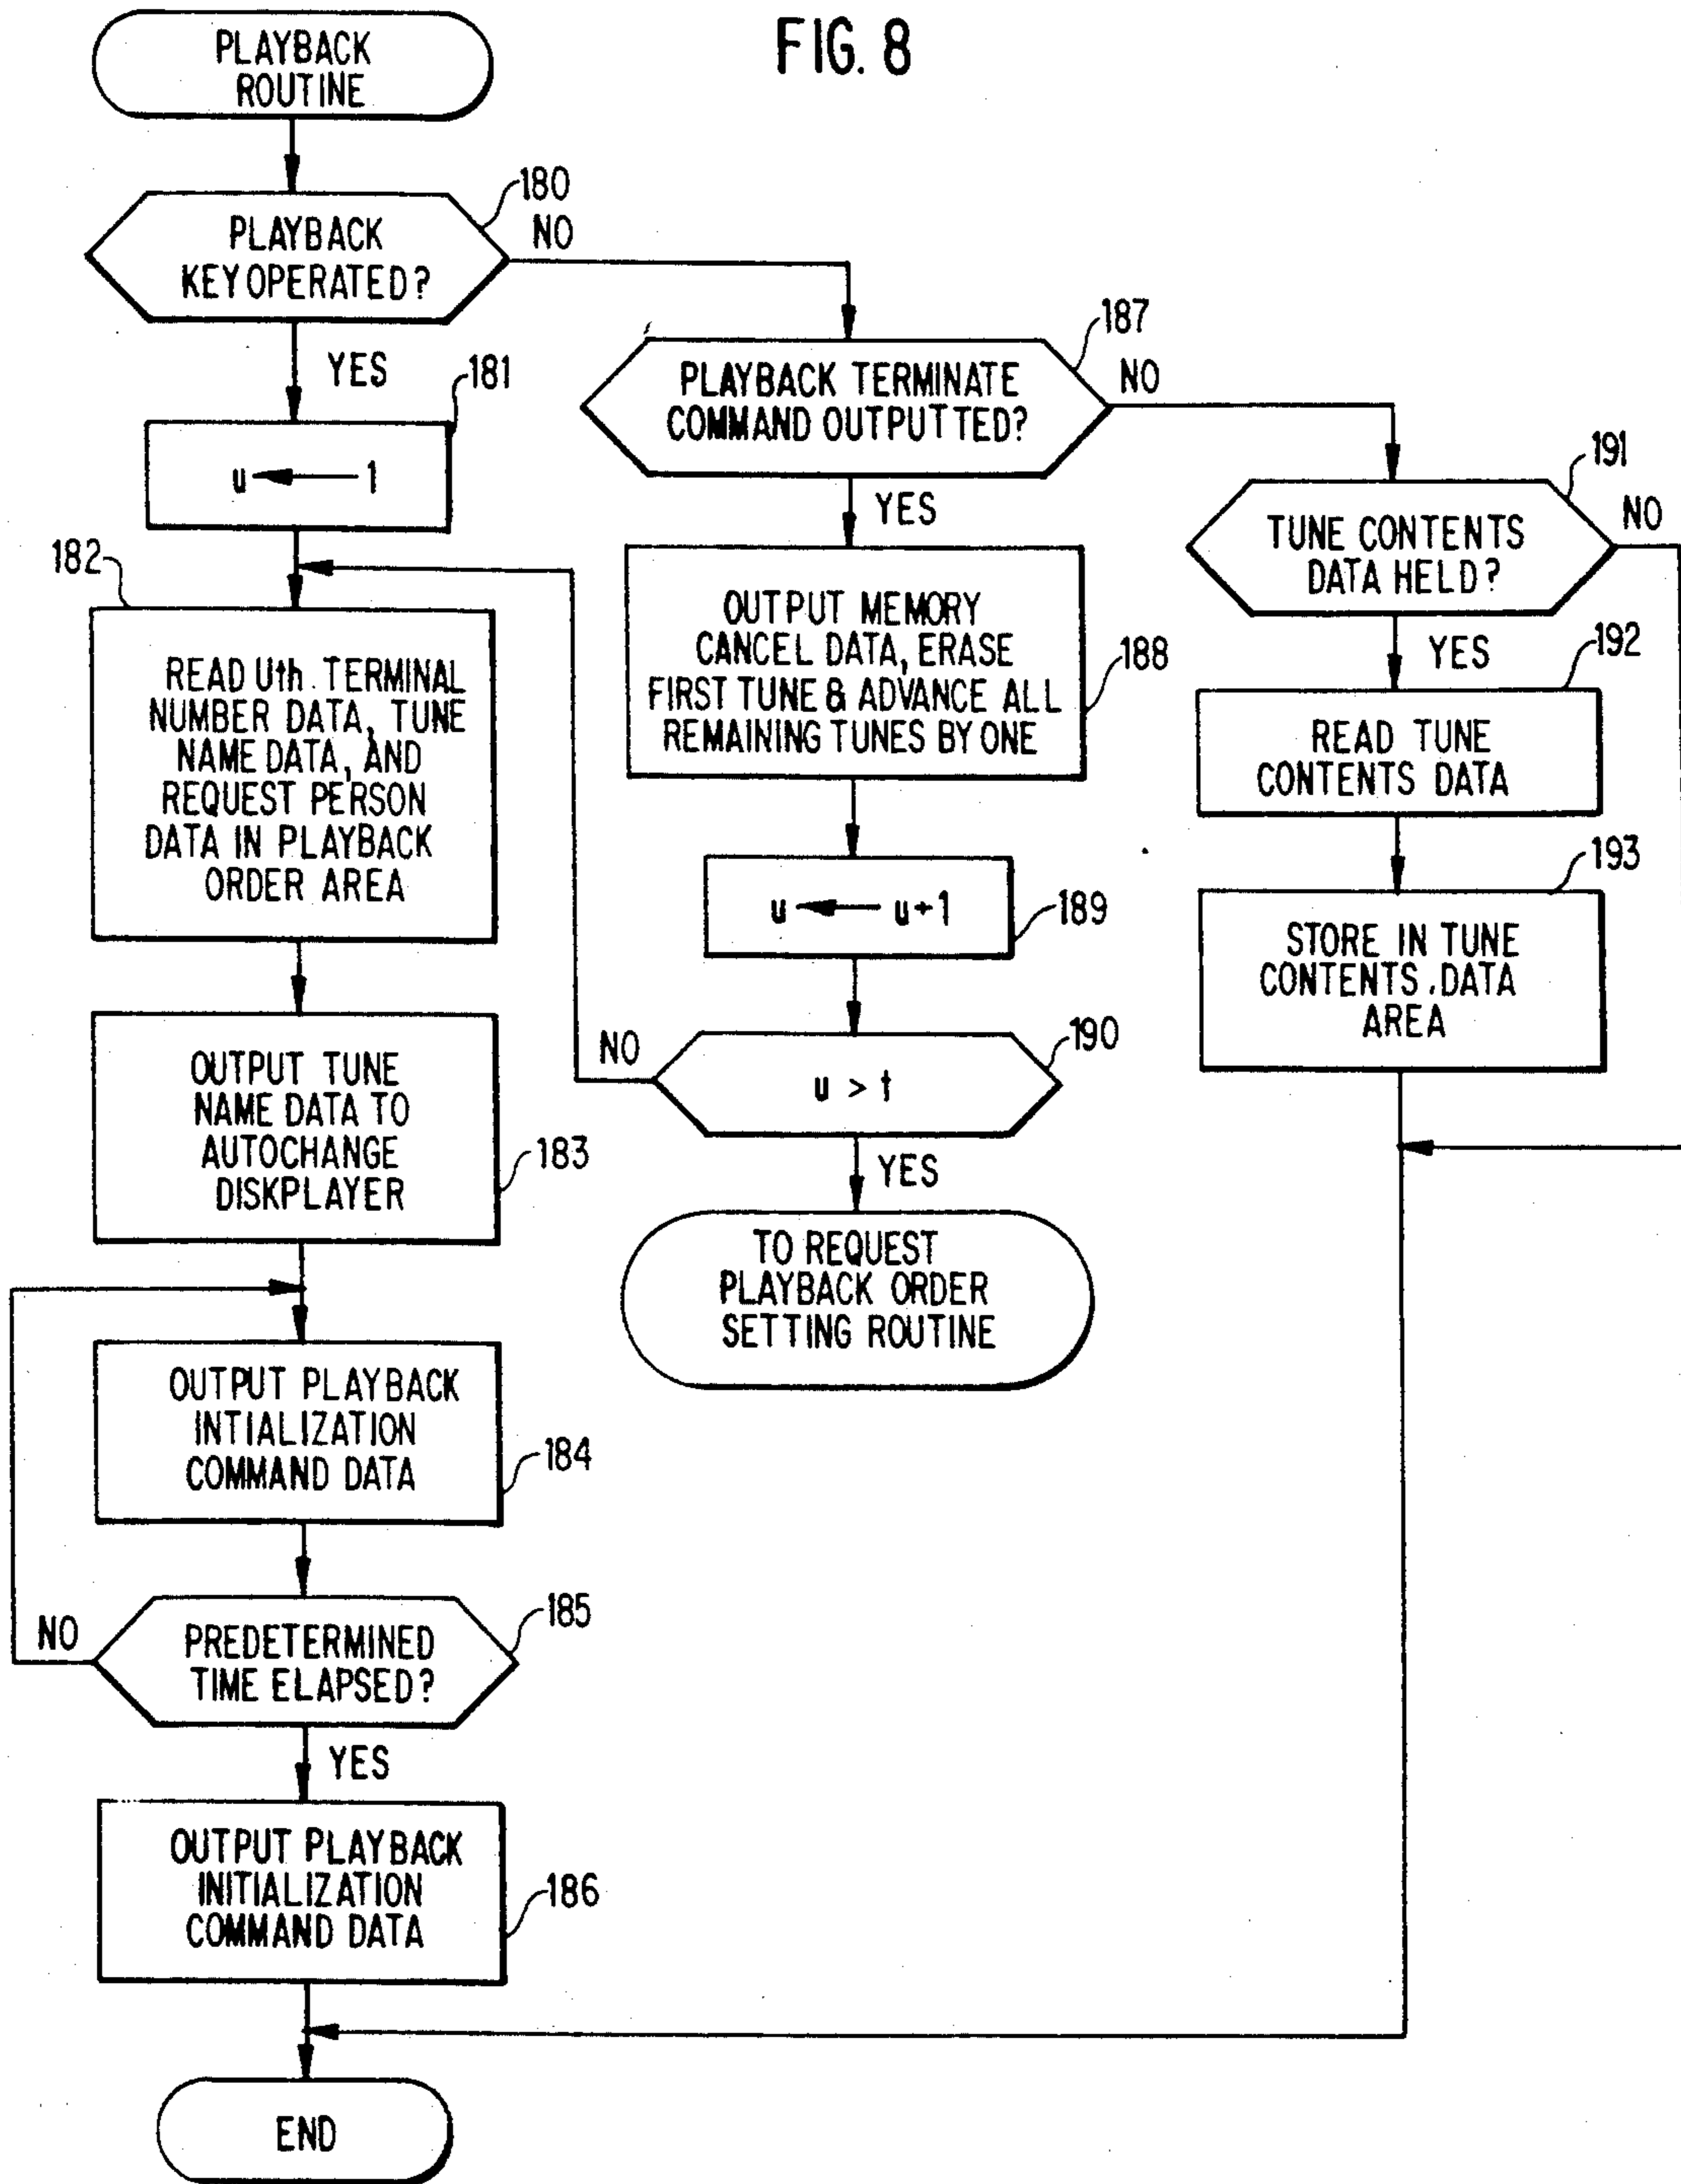 FIG. 8
PLAYBACK
ROUTINE
180
PLAYBACK
KEY OPERATED?
NO
YES
181
u ← 1
182
READ Uth. TERMINAL
NUMBER DATA, TUNE
NAME DATA, AND
REQUEST PERSON
DATA IN PLAYBACK
ORDER AREA
OUTPUT TUNE
NAME DATA TO
AUTOCHANGE
DISKPLAYER
183
OUTPUT PLAYBACK
INTIALIZATION
COMMAND DATA
184
NO
PREDETERMINED
TIME ELAPSED?
185
YES
OUTPUT PLAYBACK
INITIALIZATION
COMMAND DATA
186
END
187
PLAYBACK TERMINATE
COMMAND OUTPUTTED?
NO
YES
OUTPUT MEMORY
CANCEL DATA, ERASE
FIRST TUNE & ADVANCE ALL
REMAINING TUNES BY ONE
188
u ← u+1
189
NO
u > t
190
YES
TO REQUEST
PLAYBACK ORDER
SETTING ROUTINE
191
TUNE CONTENTS
DATA HELD?
NO
YES
192
READ TUNE
CONTENTS DATA
193
STORE IN TUNE
CONTENTS.DATA
AREA